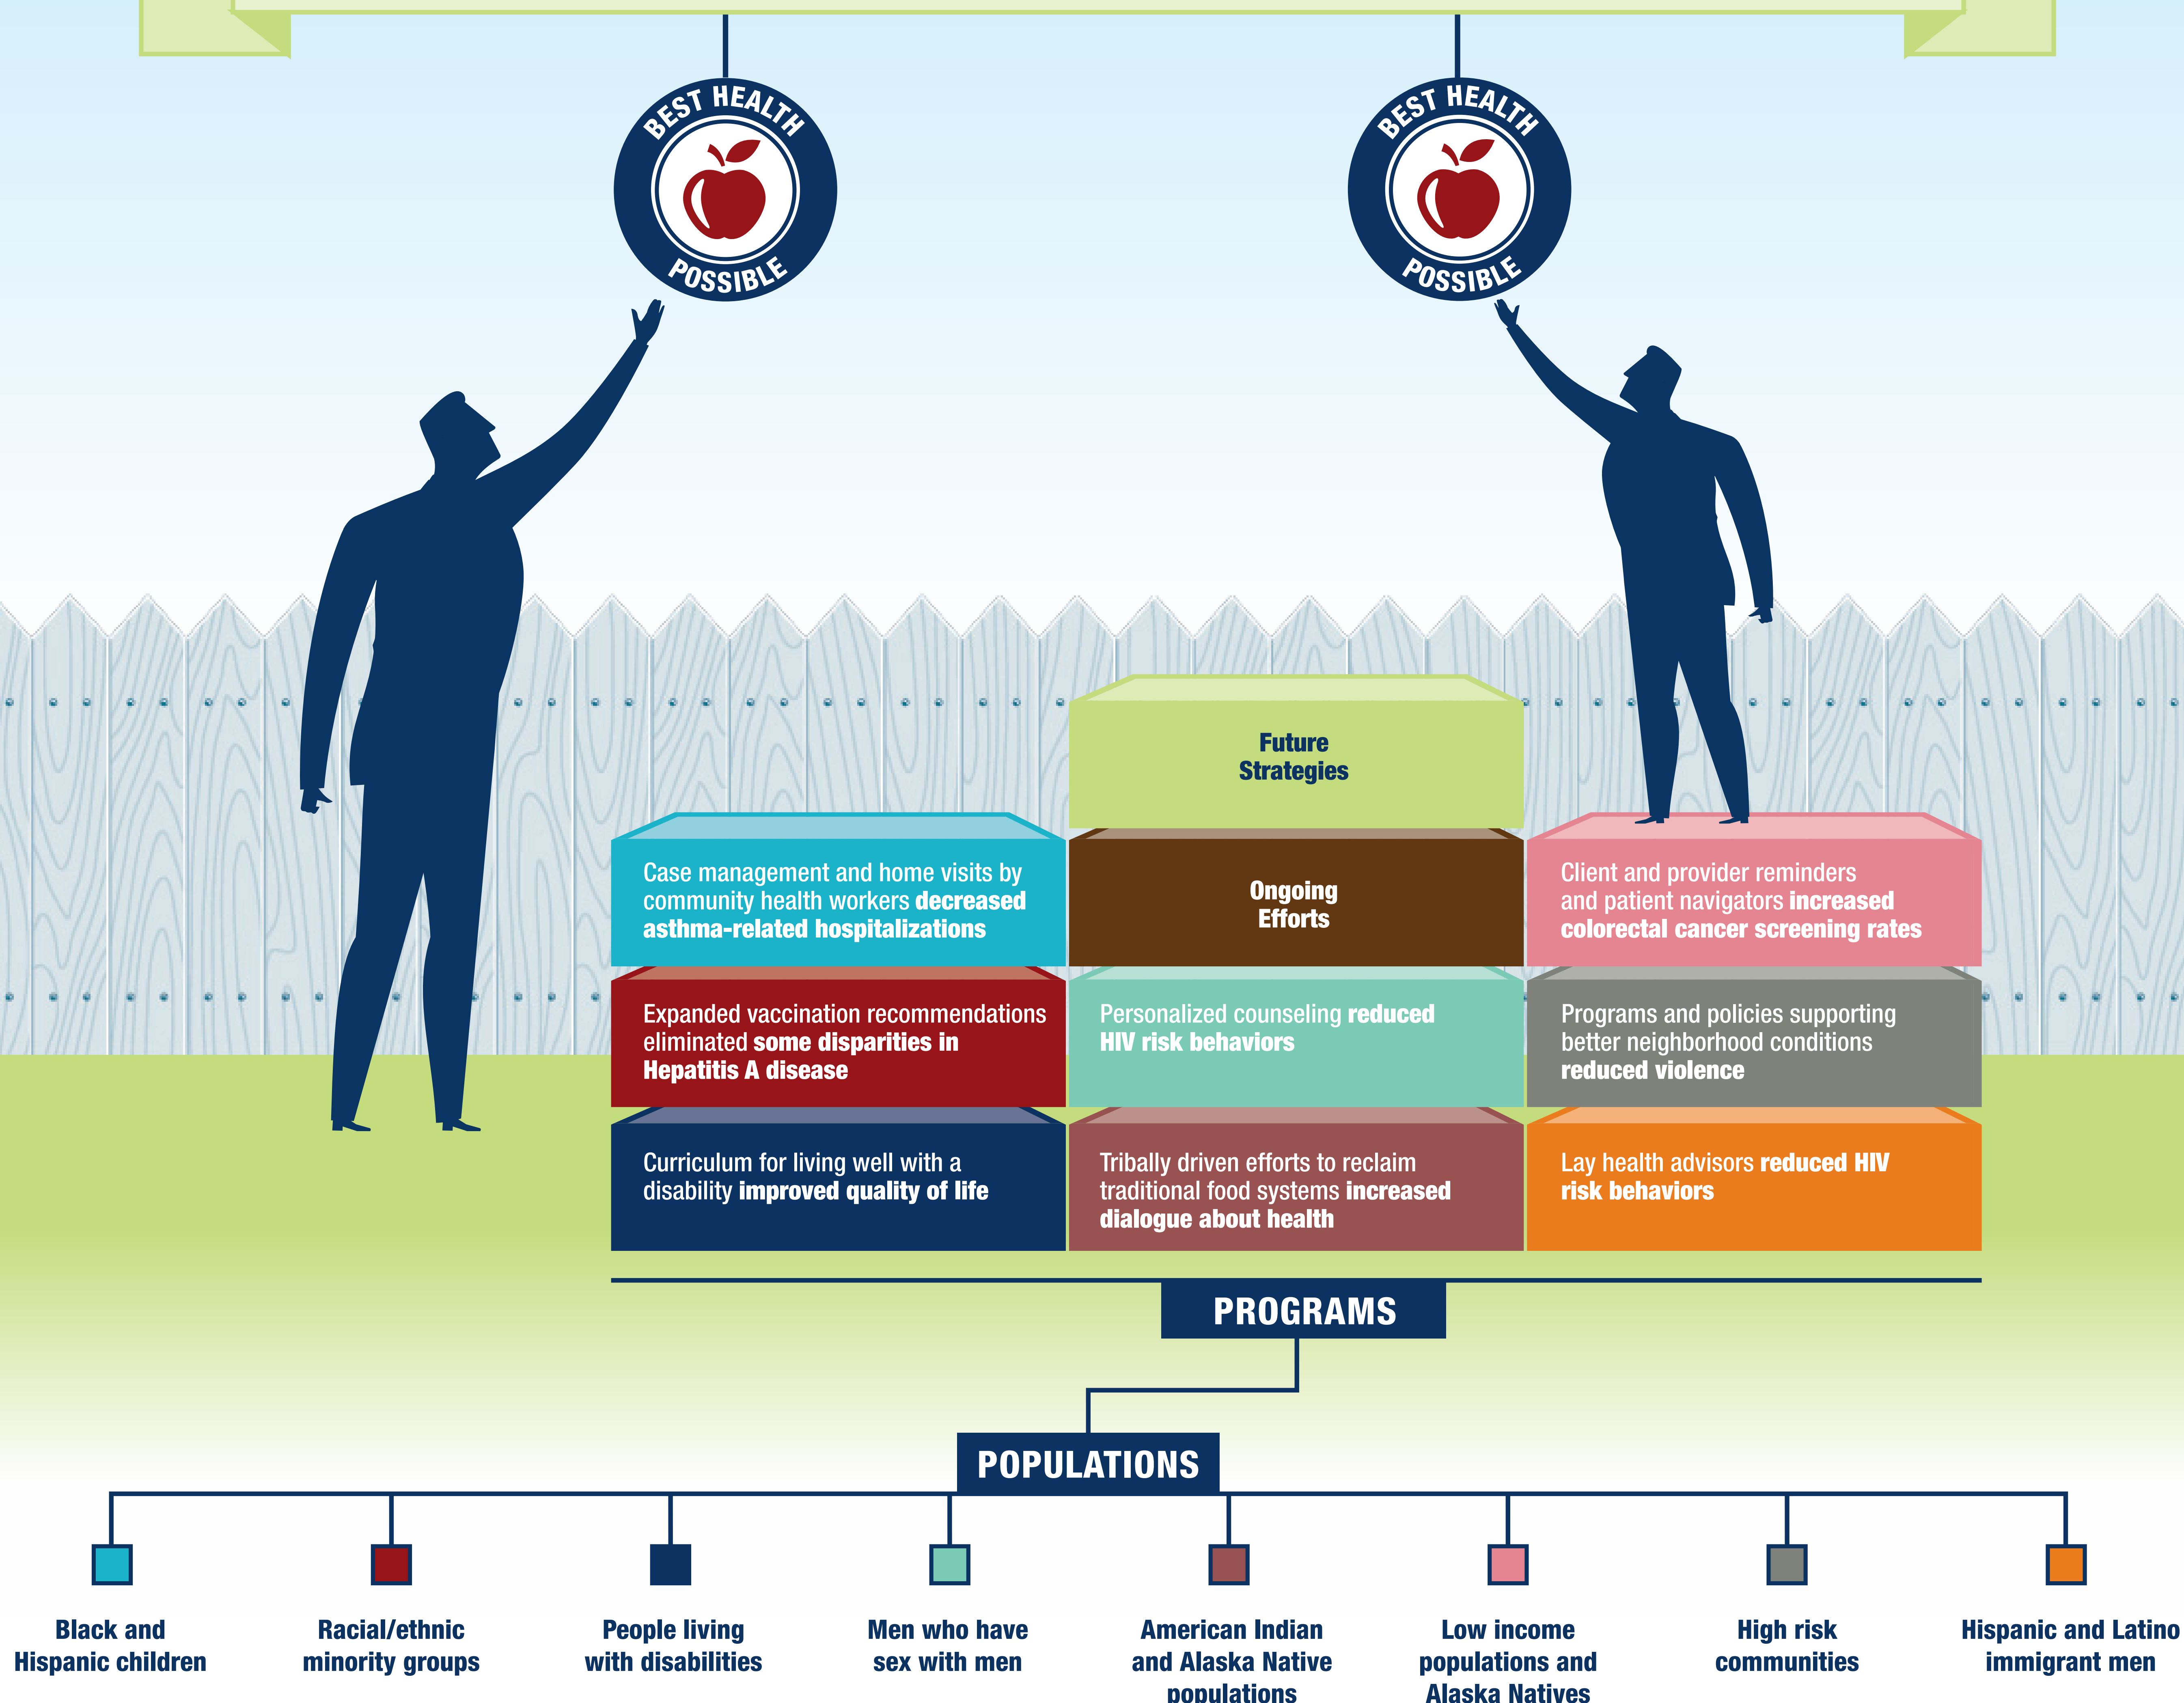 BEST HEALTH
POSSIBLE
BEST HEALTH
POSSIBLE
Future
Strategies
Case management and home visits by
community health workers decreased
asthma-related hospitalizations
Ongoing
Efforts
Client and provider reminders
and patient navigators increased
colorectal cancer screening rates
Expanded vaccination recommendations
eliminated some disparities in
Hepatitis A disease
Personalized counseling reduced
HIV risk behaviors
Programs and policies supporting
better neighborhood conditions
reduced violence
Curriculum for living well with a
disability improved quality of life
Tribally driven efforts to reclaim
traditional food systems increased
dialogue about health
Lay health advisors reduced HIV
risk behaviors
PROGRAMS
POPULATIONS
Black and
Hispanic children
Racial/ethnic
minority groups
People living
with disabilities
Men who have
sex with men
American Indian
and Alaska Native
populations
Low income
populations and
Alaska Natives
High risk
communities
Hispanic and Latino
immigrant men